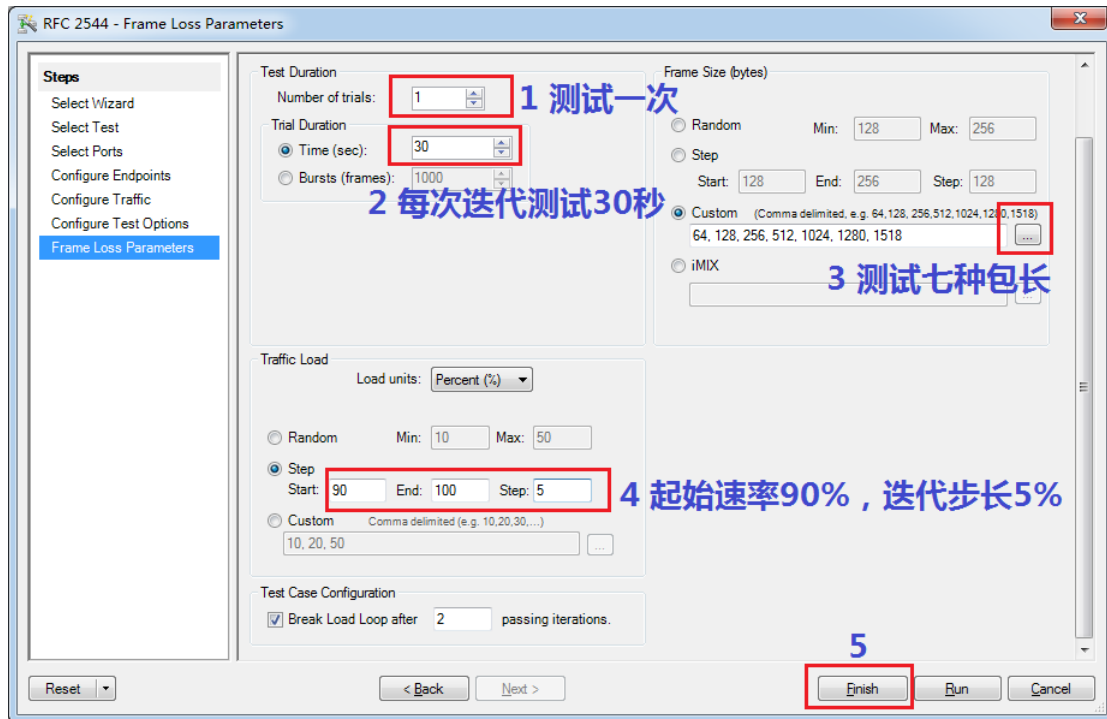 RFC 2544 - Frame Loss Parameters
Steps
Select Wizard
Select Test
Select Ports
Configure Endpoints
Configure Traffic
Configure Test Options
Frame Loss Parameters
Test Duration
Number of trials: 1
1 测试一次
Trial Duration
Time (sec): 30
Bursts (frames): 1000
2 每次迭代测试30秒
Frame Size (bytes)
Random Min: 128 Max: 256
Step
Start: 128 End: 256 Step: 128
Custom (Comma delimited, e.g. 64,128, 256,512,1024,1280,1518)
64, 128, 256, 512, 1024, 1280, 1518 ...
iMIX
...
3 测试七种包长
Traffic Load
Load units: Percent (%)
Random Min: 10 Max: 50
Step
Start: 90 End: 100 Step: 5
4 起始速率90%，迭代步长5%
Custom Comma delimited (e.g. 10,20,30,...)
10, 20, 50 ...
Test Case Configuration
Break Load Loop after 2 passing iterations.
5
Reset < Back Next > Finish Run Cancel